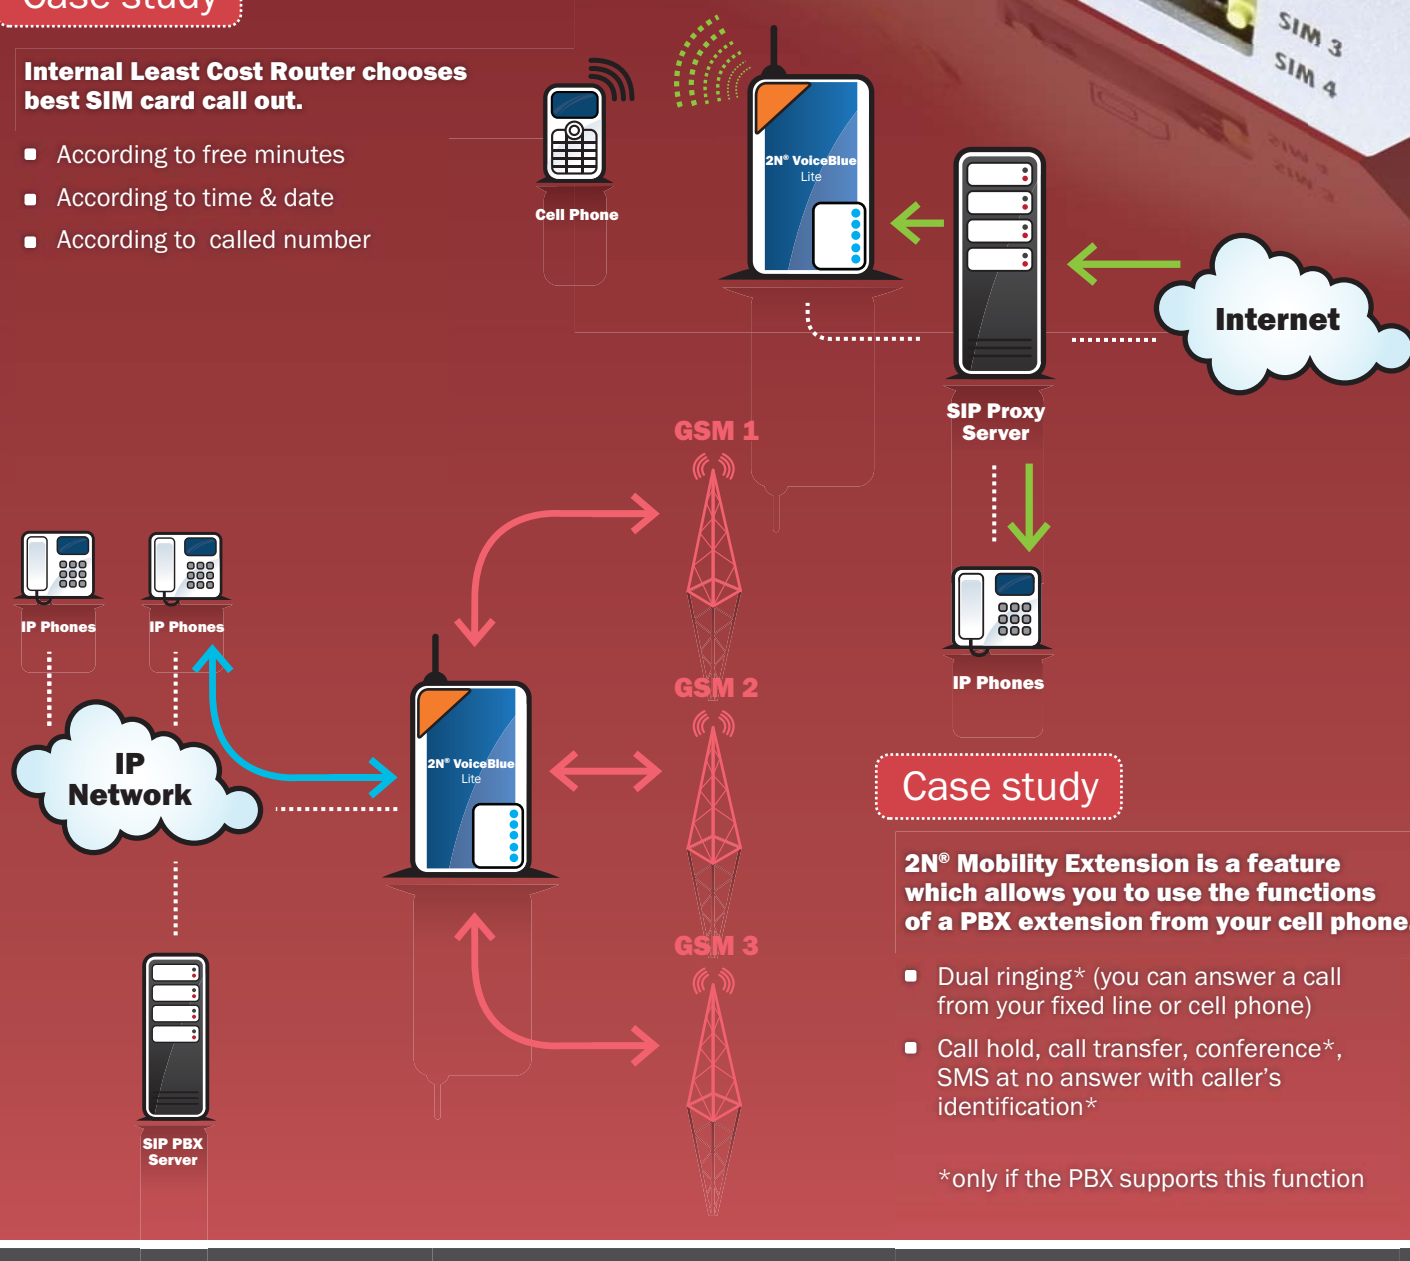 Case study
Internal Least Cost Router chooses
best SIM card call out.
According to free minutes
According to time & date
According to called number
SIM 3
SIM 4
Cell Phone
2N® VoiceBlue
Lite
Internet
SIP Proxy
Server
IP Phones
GSM 1
IP Phones
IP Phones
IP
Network
2N® VoiceBlue
Lite
GSM 2
GSM 3
SIP PBX
Server
Case study
2N® Mobility Extension is a feature
which allows you to use the functions
of a PBX extension from your cell phone.
Dual ringing* (you can answer a call
from your fixed line or cell phone)
Call hold, call transfer, conference*,
SMS at no answer with caller's
identification*
*only if the PBX supports this function